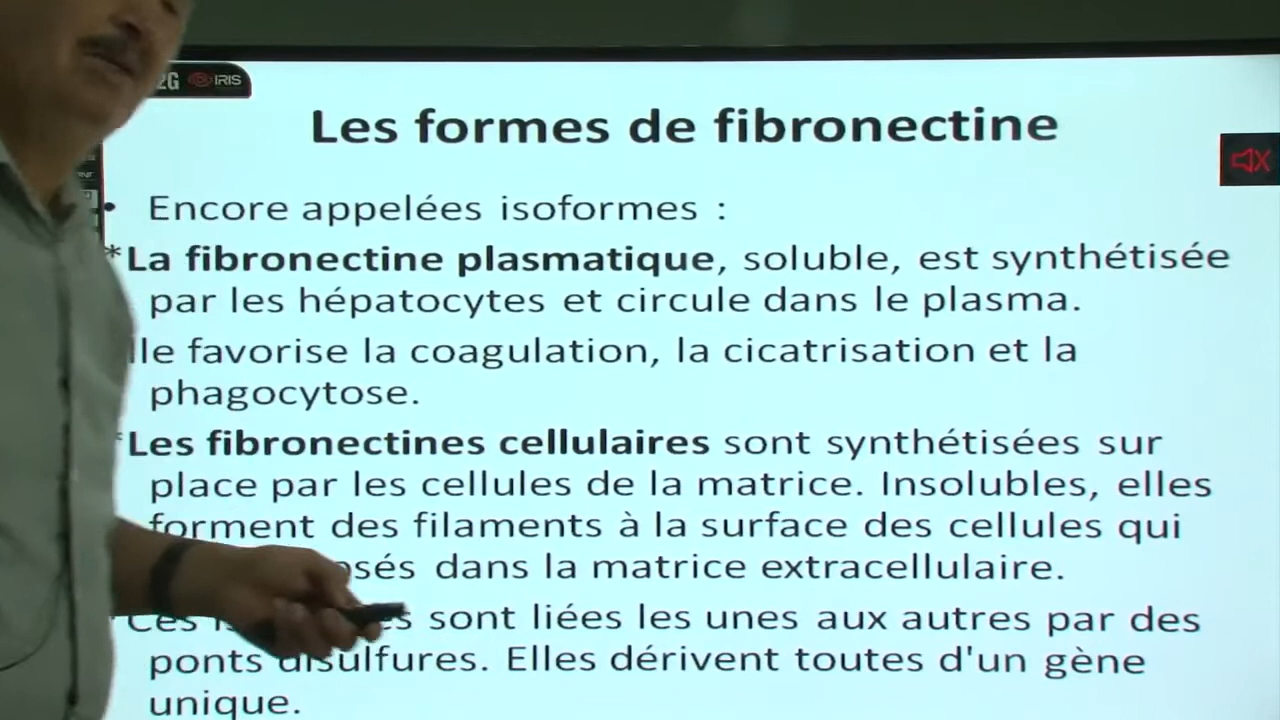 2G IRIS
Les formes de fibronectine
• Encore appelées isoformes :
*La fibronectine plasmatique, soluble, est synthétisée
par les hépatocytes et circule dans le plasma.
favorise la coagulation, la cicatrisation et la
phagocytose.
*Les fibronectines cellulaires sont synthétisées sur
place par les cellules de la matrice. Insolubles, elles
forment des filaments à la surface des cellules qui
dans la matrice extracellulaire.
Ces sont liées les unes aux autres par des
ponts disulfures. Elles dérivent toutes d'un gène
unique.